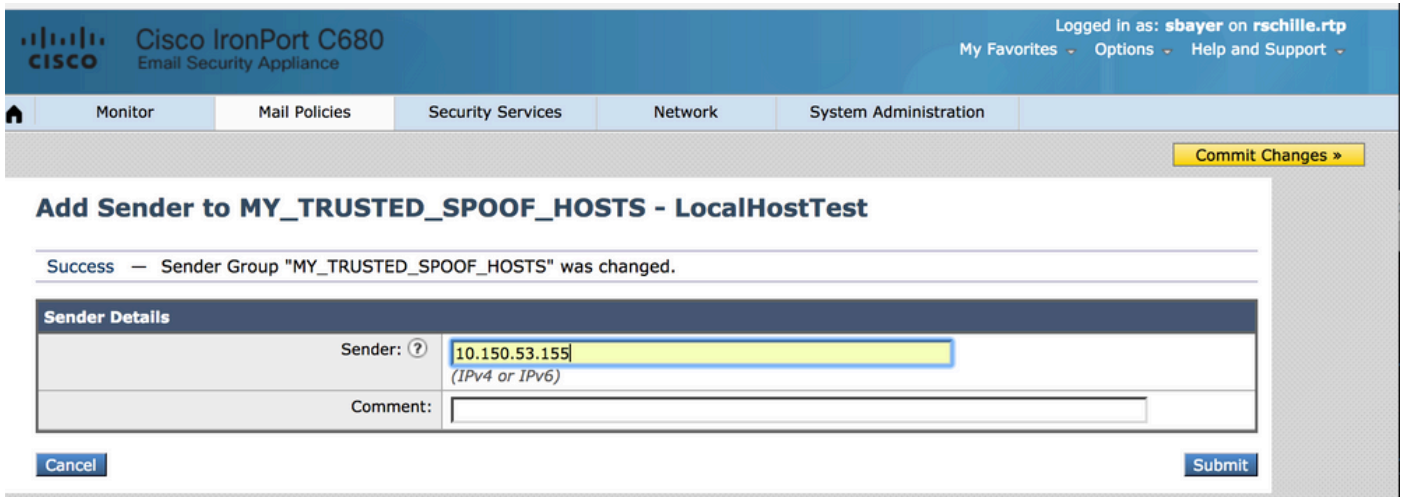 Logged in as: sbayer on rschille.rtp
CISCO
Cisco IronPort C680
Email Security Appliance
My Favorites Options Help and Support
Monitor Mail Policies Security Services Network System Administration
Commit Changes »
Add Sender to MY_TRUSTED_SPOOF_HOSTS - LocalHostTest
Success — Sender Group "MY_TRUSTED_SPOOF_HOSTS" was changed.
Sender Details
Sender: ? 10.150.53.155
(IPv4 or IPv6)
Comment:
Cancel Submit